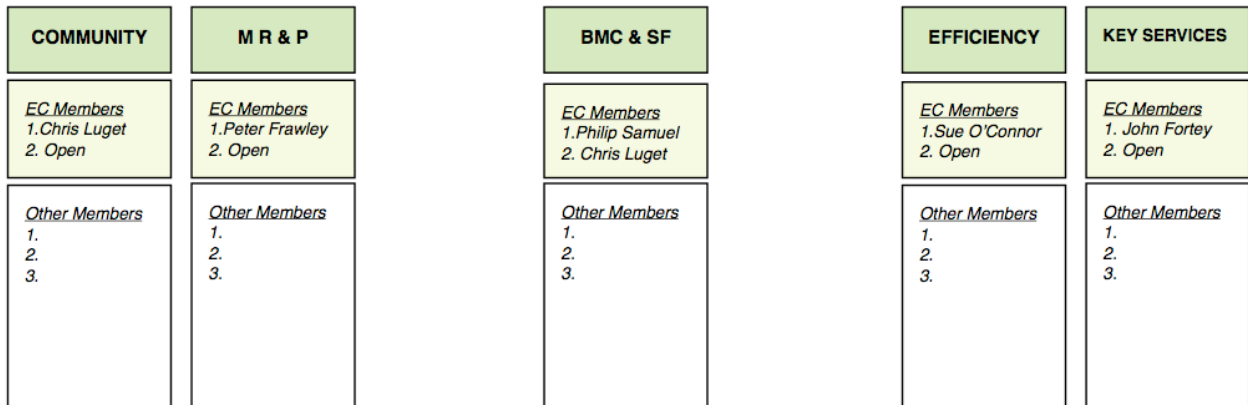 COMMUNITY
EC Members
1.Chris Luget
2. Open
Other Members
1.
2.
3.
M R & P
EC Members
1.Peter Frawley
2. Open
Other Members
1.
2.
3.
BMC & SF
EC Members
1.Philip Samuel
2. Chris Luget
Other Members
1.
2.
3.
EFFICIENCY
EC Members
1.Sue O'Connor
2. Open
Other Members
1.
2.
3.
KEY SERVICES
EC Members
1. John Fortey
2. Open
Other Members
1.
2.
3.